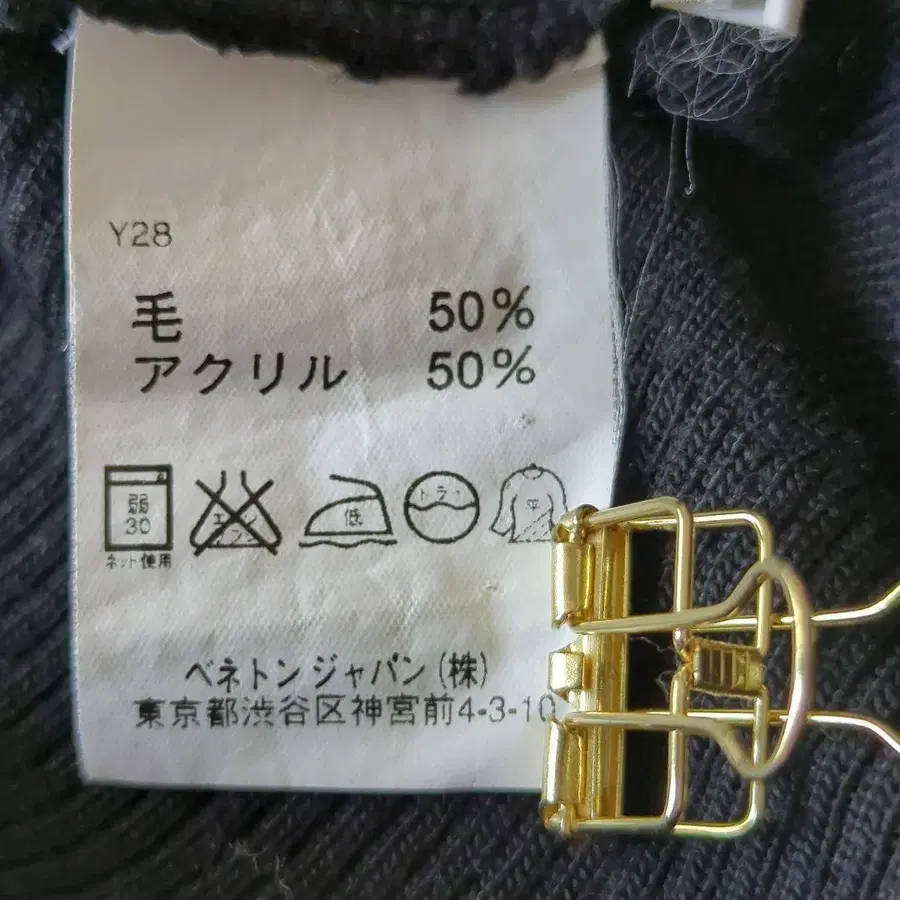 Y28
毛 50%
アクリル 50%
弱
30
ネット使用
エンソ
低
ドライ
平
ベネトンジャパン(株)
東京都渋谷区神宮前4-3-10